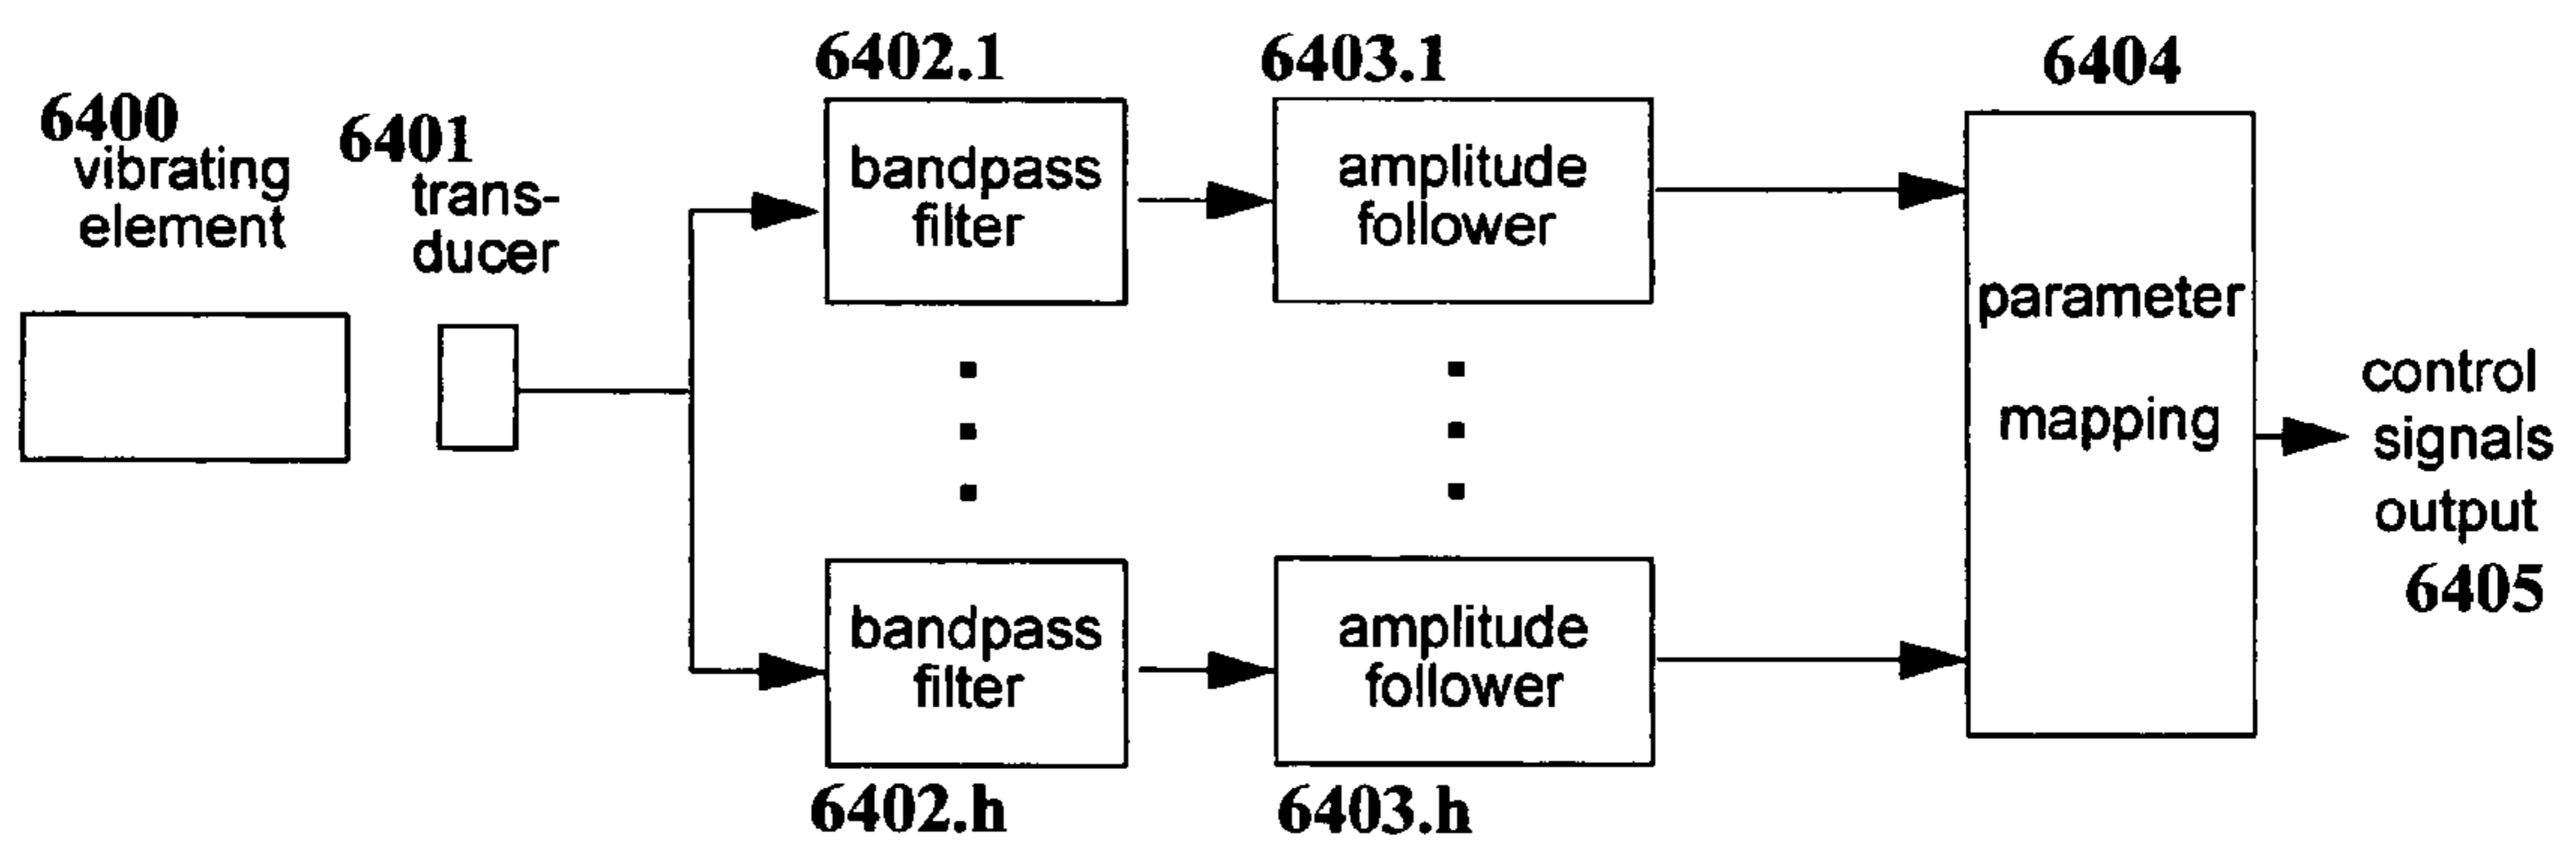 6400
vibrating
element
6401
trans-
ducer
6402.1
bandpass
filter
6403.1
amplitude
follower
6404
parameter
mapping
control
signals
output
6405
bandpass
filter
6402.h
amplitude
follower
6403.h